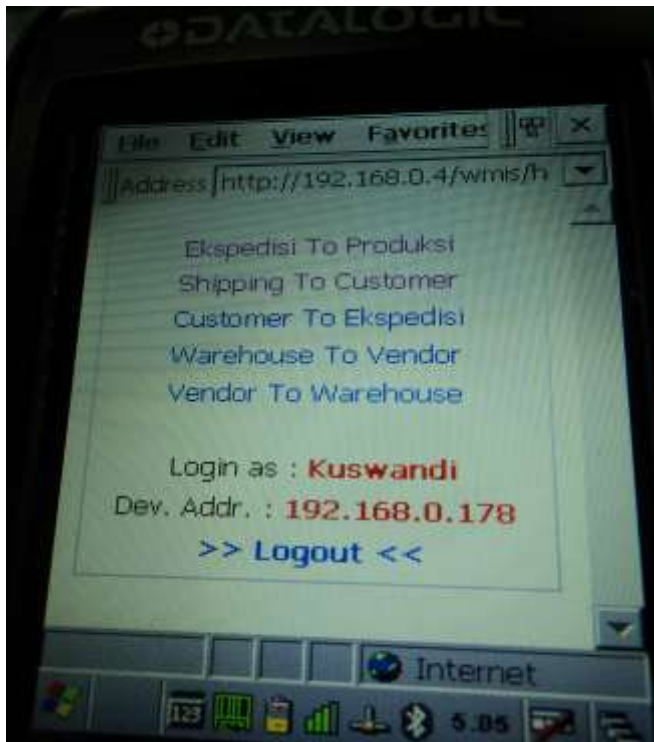 DATALOGIC
File Edit View Favorites
Address http://192.168.0.4/wmis/h
Ekspedisi To Produksi
Shipping To Customer
Customer To Ekspedisi
Warehouse To Vendor
Vendor To Warehouse
Login as : Kuswandi
Dev. Addr. : 192.168.0.178
>> Logout <<
Internet
123 5.05